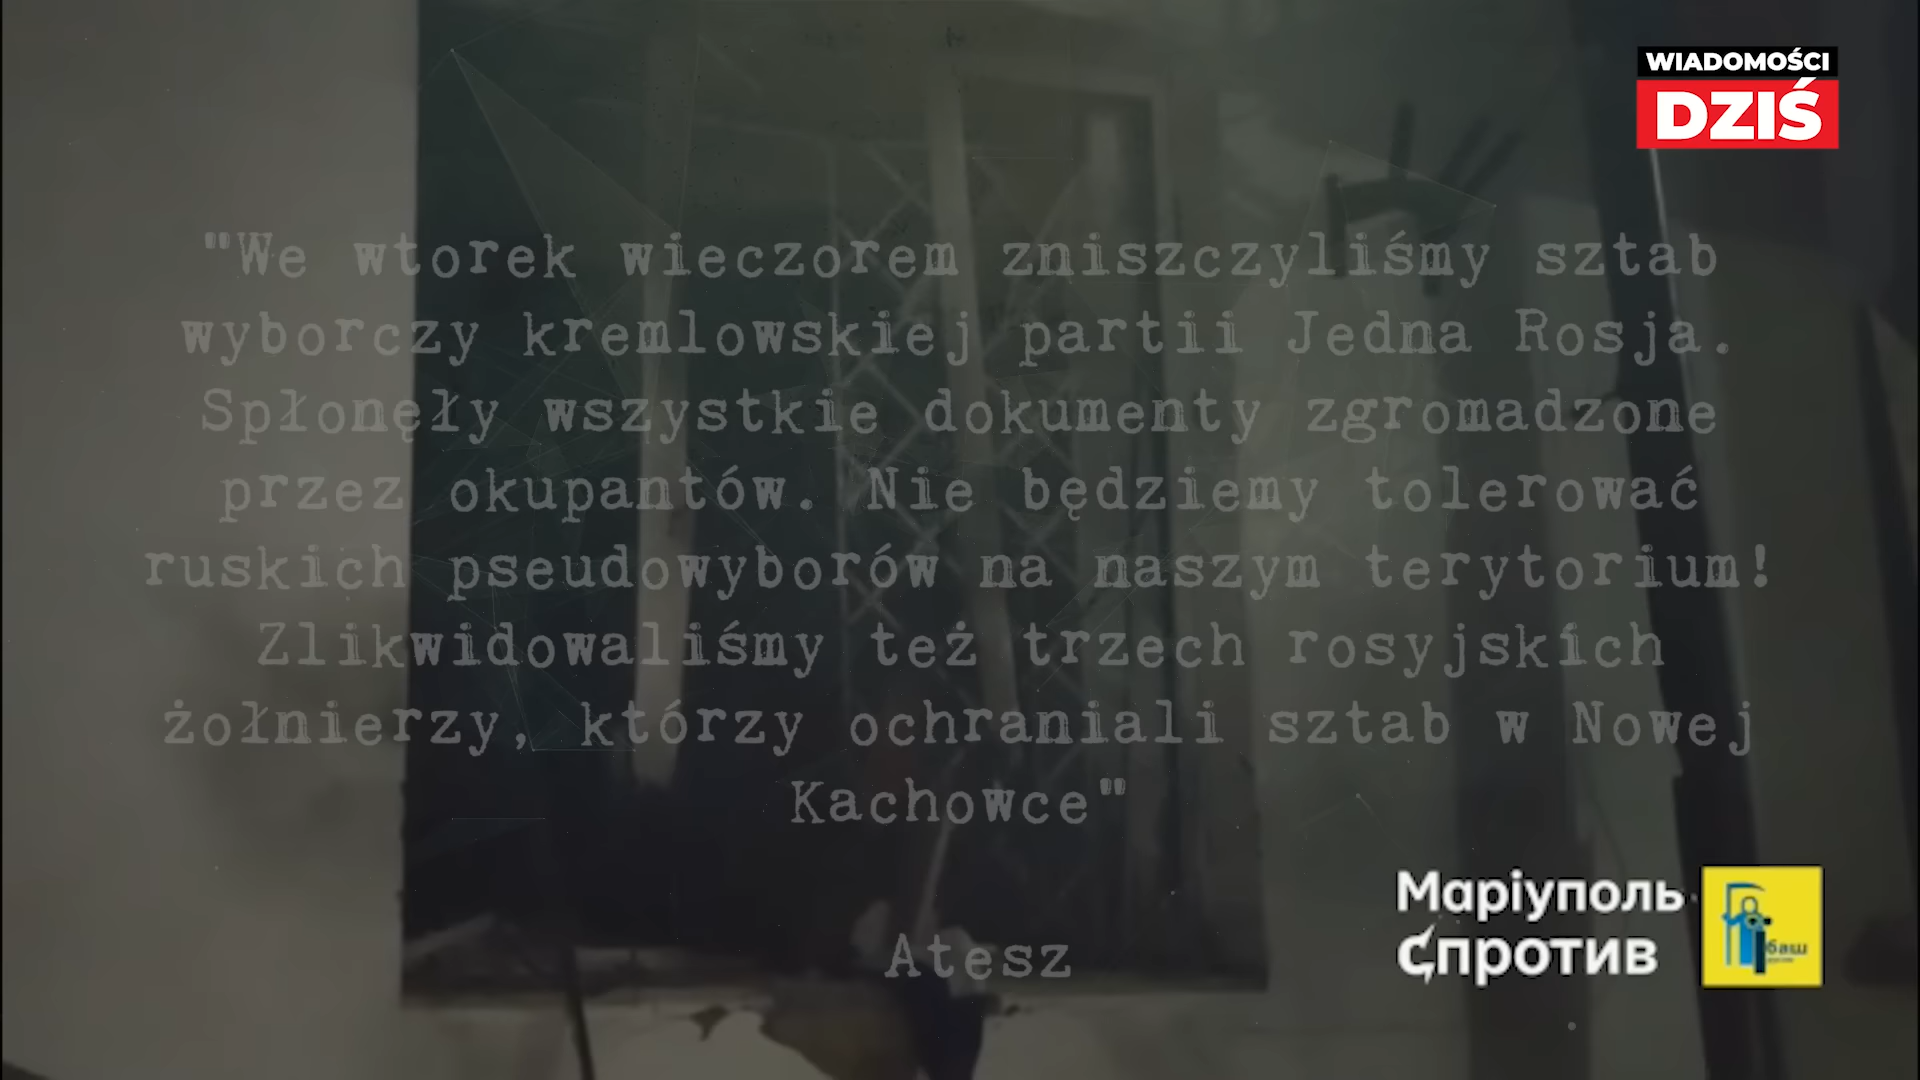 WIADOMOŚCI
DZIŚ
"We wtorek wieczorem zniszczyliśmy sztab
wyborczy kremlowskiej partii Jedna Rosja.
Spłonęły wszystkie dokumenty zgromadzone
przez okupantów. Nie będziemy tolerować
ruskich pseudowyborów na naszym terytorium!
Zlikwidowaliśmy też trzech rosyjskich
żołnierzy, którzy ochraniali sztab w Nowej
Kachowce"
Atesz
Маріуполь
Спротив
баш